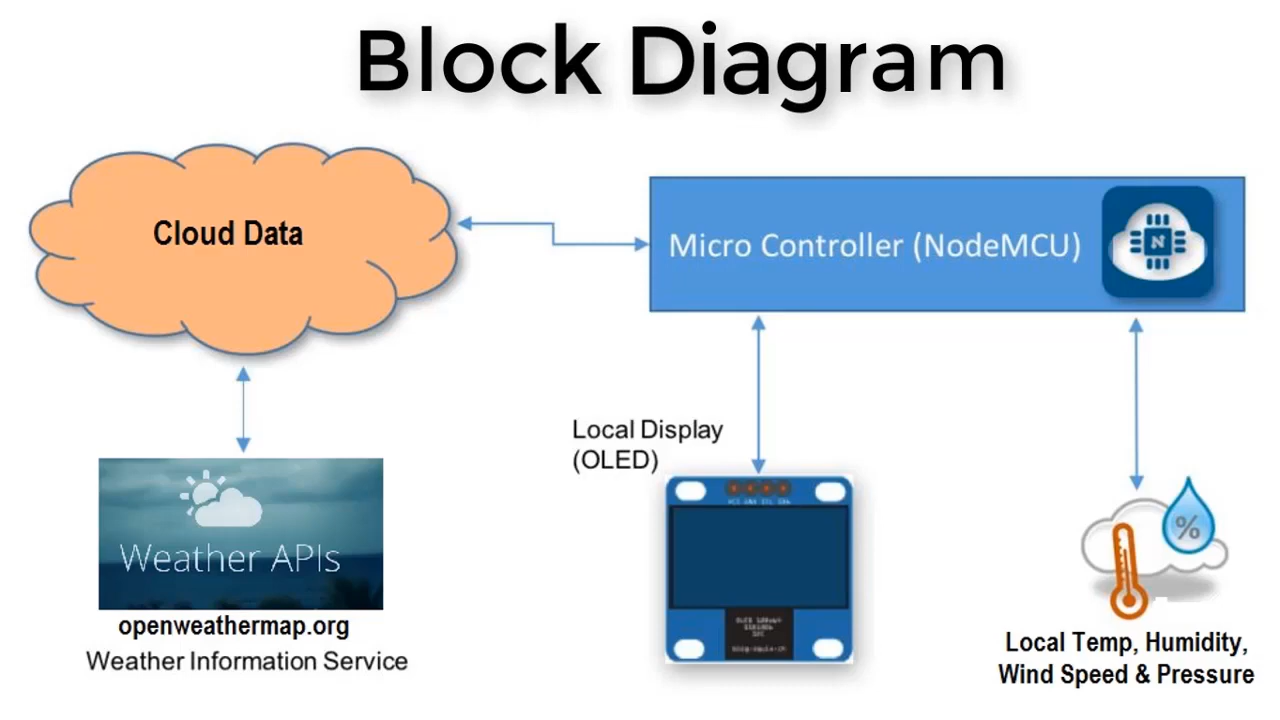 Block Diagram
Cloud Data
Micro Controller (NodeMCU)
N
Local Display
(OLED)
Weather APIs
openweathermap.org
Weather Information Service
%
Local Temp, Humidity,
Wind Speed & Pressure